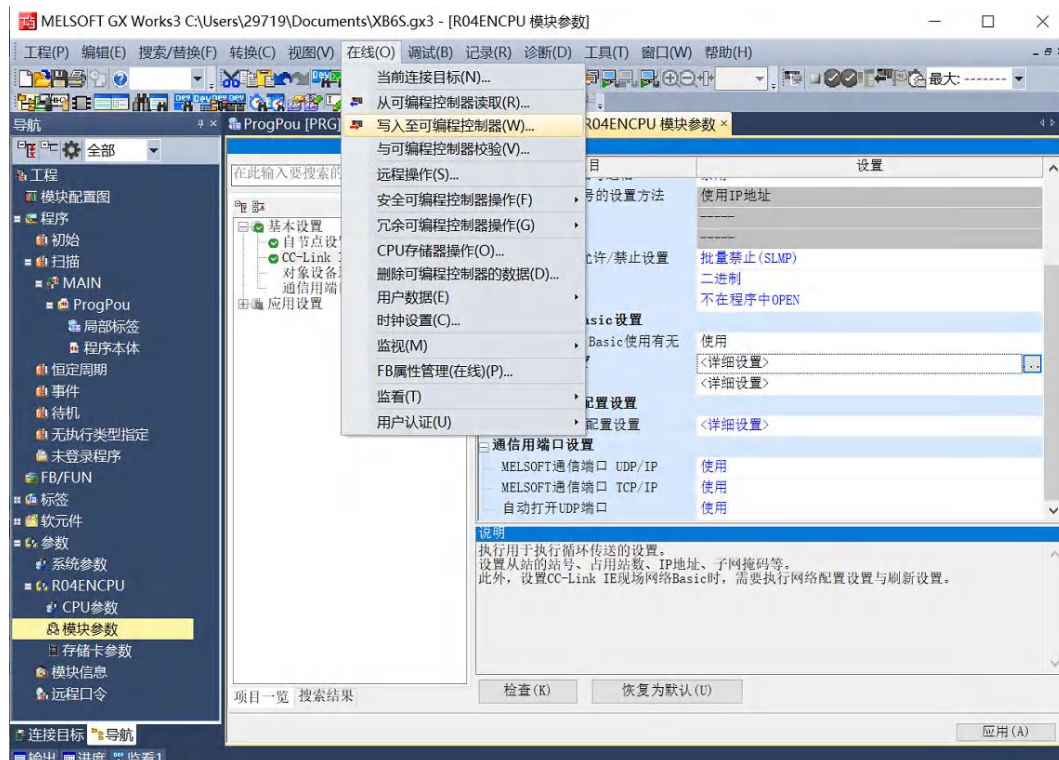 MELSOFT GX Works3 C:\Users\29719\Documents\XB6S.gx3 - [R04ENCPU 模块参数]
工程(P) 编辑(E) 搜索/替换(F) 转换(C) 视图(V) 在线(O) 调试(B) 记录(R) 诊断(D) 工具(T) 窗口(W) 帮助(H)
最大: -------
导航
ProgPou [PRG]
R04ENCPU 模块参数
全部
工程
模块配置图
程序
初始
扫描
MAIN
ProgPou
局部标签
程序本体
恒定周期
事件
待机
无执行类型指定
未登录程序
FB/FUN
标签
软元件
参数
系统参数
R04ENCPU
CPU参数
模块参数
存储卡参数
模块信息
远程口令
连接目标
导航
当前连接目标(N)...
从可编程控制器读取(R)...
写入至可编程控制器(W)...
与可编程控制器校验(V)...
远程操作(S)...
安全可编程控制器操作(F)
冗余可编程控制器操作(G)
CPU存储器操作(O)...
删除可编程控制器的数据(D)...
用户数据(E)
时钟设置(C)...
监视(M)
FB属性管理(在线)(P)...
监看(T)
用户认证(U)
在此输入要搜索的
基本设置
自节点设
CC-Link I
对象设备
通信用端
应用设置
项目一览 搜索结果
目 设置
号的设置方法 使用IP地址
-----
-----
允许/禁止设置 批量禁止(SLMP)
二进制
不在程序中OPEN
asic设置
Basic使用有无 使用
<详细设置>
<详细设置>
配置设置
配置设置 <详细设置>
通信用端口设置
MELSOFT通信端口 UDP/IP 使用
MELSOFT通信端口 TCP/IP 使用
自动打开UDP端口 使用
说明
执行用于执行循环传送的设置。
设置从站的站号、占用站数、IP地址、子网掩码等。
此外，设置CC-Link IE现场网络Basic时，需要执行网络配置设置与刷新设置。
检查(K) 恢复为默认(U)
应用(A)
输出 进度 监看1